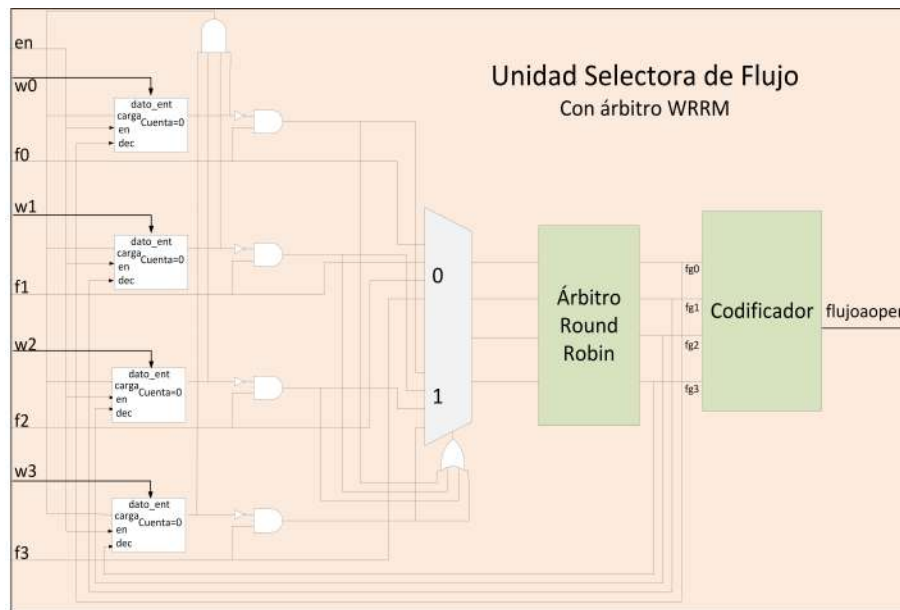 en
w0
dato_ent
carga
Cuenta=0
en
dec
f0
w1
dato_ent
carga
Cuenta=0
en
dec
f1
w2
dato_ent
carga
Cuenta=0
en
dec
f2
w3
dato_ent
carga
Cuenta=0
en
dec
f3
Unidad Selectora de Flujo
Con árbitro WRRM
0
1
Árbitro
Round
Robin
fg0
fg1
fg2
fg3
Codificador
flujoaoper